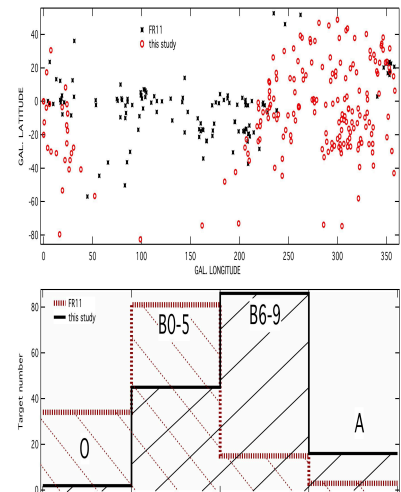 40
20
0
-20
-40
-60
-80
GAL. LATITUDE
FR11
this study
0 50 100 150 200 250 300 350
GAL. LONGITUDE
80
60
40
20
0
Target number
FR11
this study
O
B0-5
B6-9
A